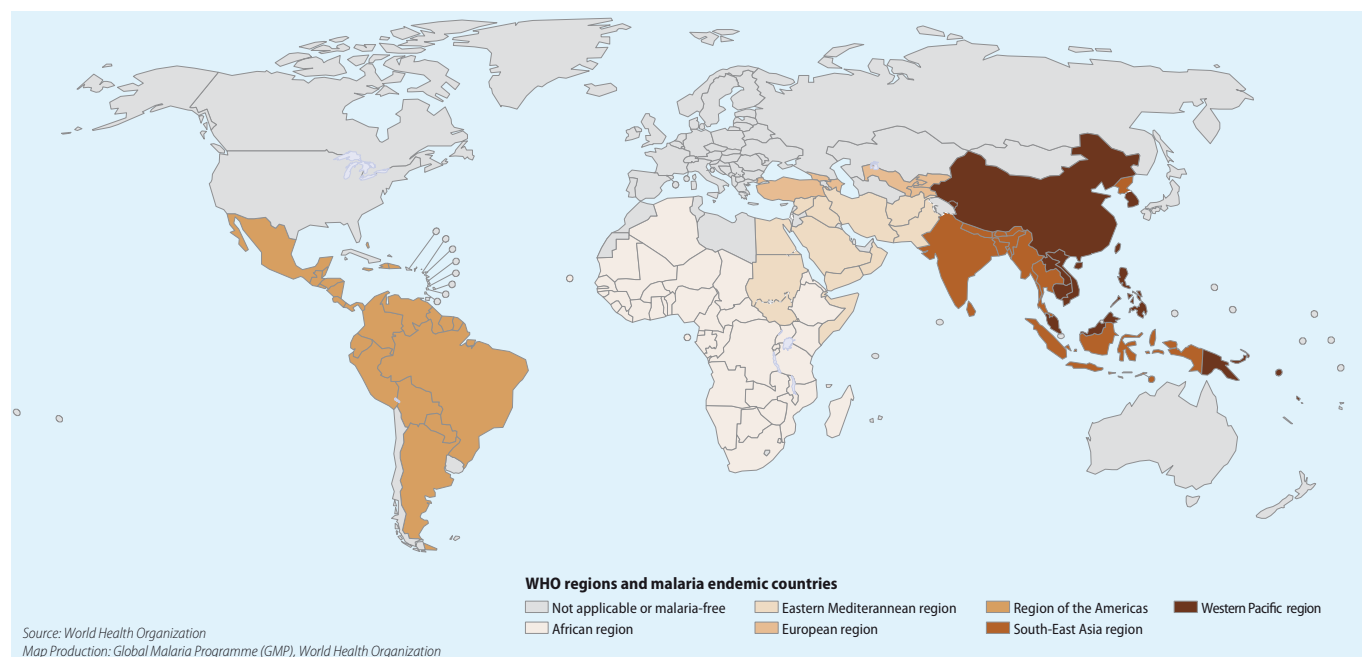 WHO regions and malaria endemic countries
Not applicable or malaria-free
Eastern Mediterannean region
Region of the Americas
Western Pacific region
African region
European region
South-East Asia region
Source: World Health Organization
Map Production: Global Malaria Programme (GMP), World Health Organization